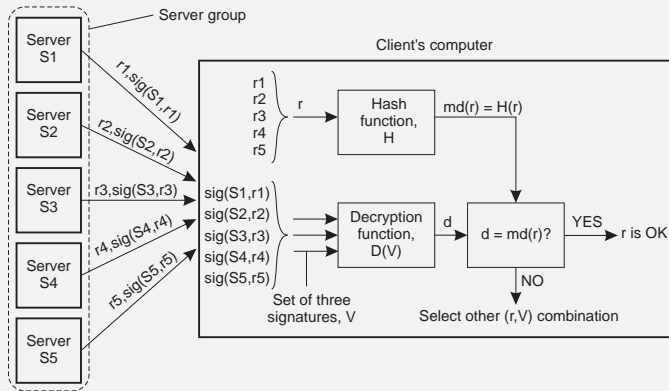 Server group
Server
S1
Server
S2
Server
S3
Server
S4
Server
S5
r1,sig(S1,r1)
r2,sig(S2,r2)
r3,sig(S3,r3)
r4,sig(S4,r4)
r5,sig(S5,r5)
Client's computer
r1
r2
r3
r4
r5
r
Hash
function,
H
md(r) = H(r)
sig(S1,r1)
sig(S2,r2)
sig(S3,r3)
sig(S4,r4)
sig(S5,r5)
Set of three
signatures, V
Decryption
function,
D(V)
d
d = md(r)?
YES
r is OK
NO
Select other (r,V) combination